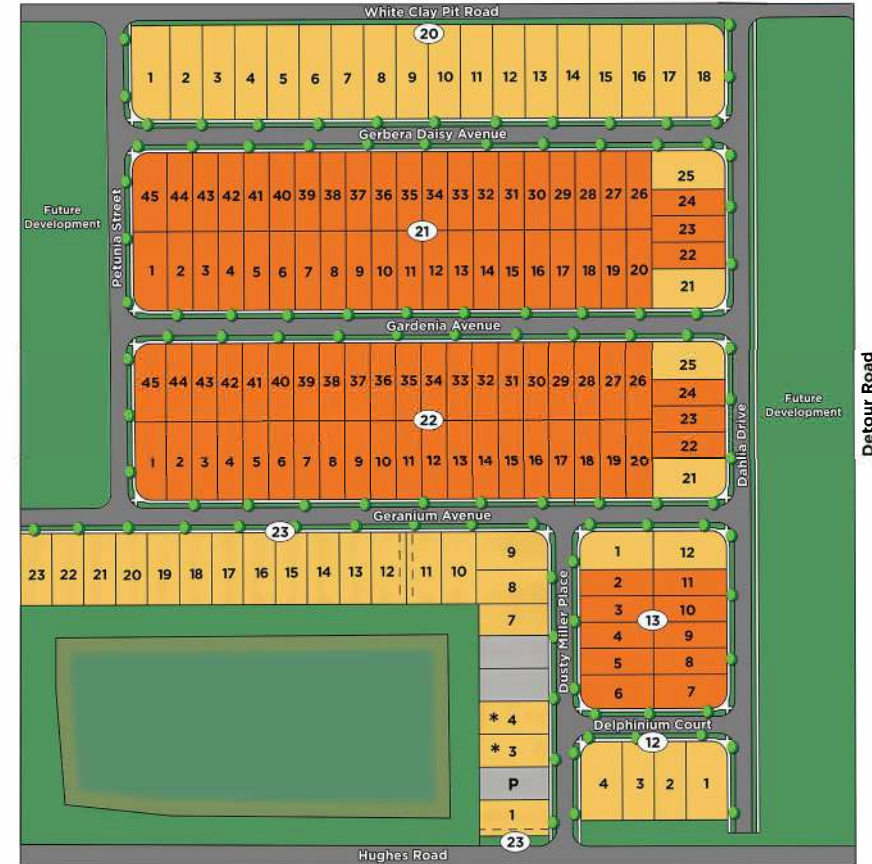 White Clay Pit Road
20
1 2 3 4 5 6 7 8 9 10 11 12 13 14 15 16 17 18
Gerbera Daisy Avenue
45 44 43 42 41 40 39 38 37 36 35 34 33 32 31 30 29 28 27 26
25
24
23
22
21
21
1 2 3 4 5 6 7 8 9 10 11 12 13 14 15 16 17 18 19 20
Future
Development
Petunia Street
Gardenia Avenue
45 44 43 42 41 40 39 38 37 36 35 34 33 32 31 30 29 28 27 26
25
24
23
22
21
22
1 2 3 4 5 6 7 8 9 10 11 12 13 14 15 16 17 18 19 20
Dahlia Drive
Future
Development
Detour Road
Geranium Avenue
23
23 22 21 20 19 18 17 16 15 14 13 12 11 10
9
8
7
* 4
* 3
P
1
23
Dusty Miller Place
1 12
2 11
3 10
13
4 9
5 8
6 7
Delphinium Court
12
4 3 2 1
Hughes Road